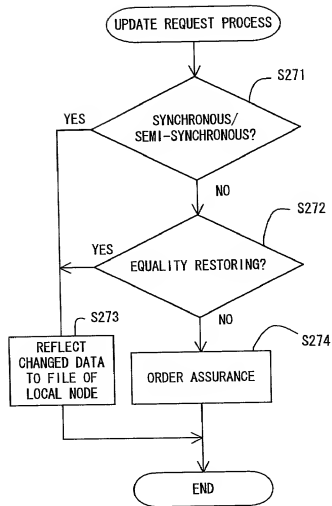 UPDATE REQUEST PROCESS
S271
YES
SYNCHRONOUS/
SEMI-SYNCHRONOUS?
NO
S272
YES
EQUALITY RESTORING?
NO
S273
S274
REFLECT
CHANGED DATA
TO FILE OF
LOCAL NODE
ORDER ASSURANCE
END